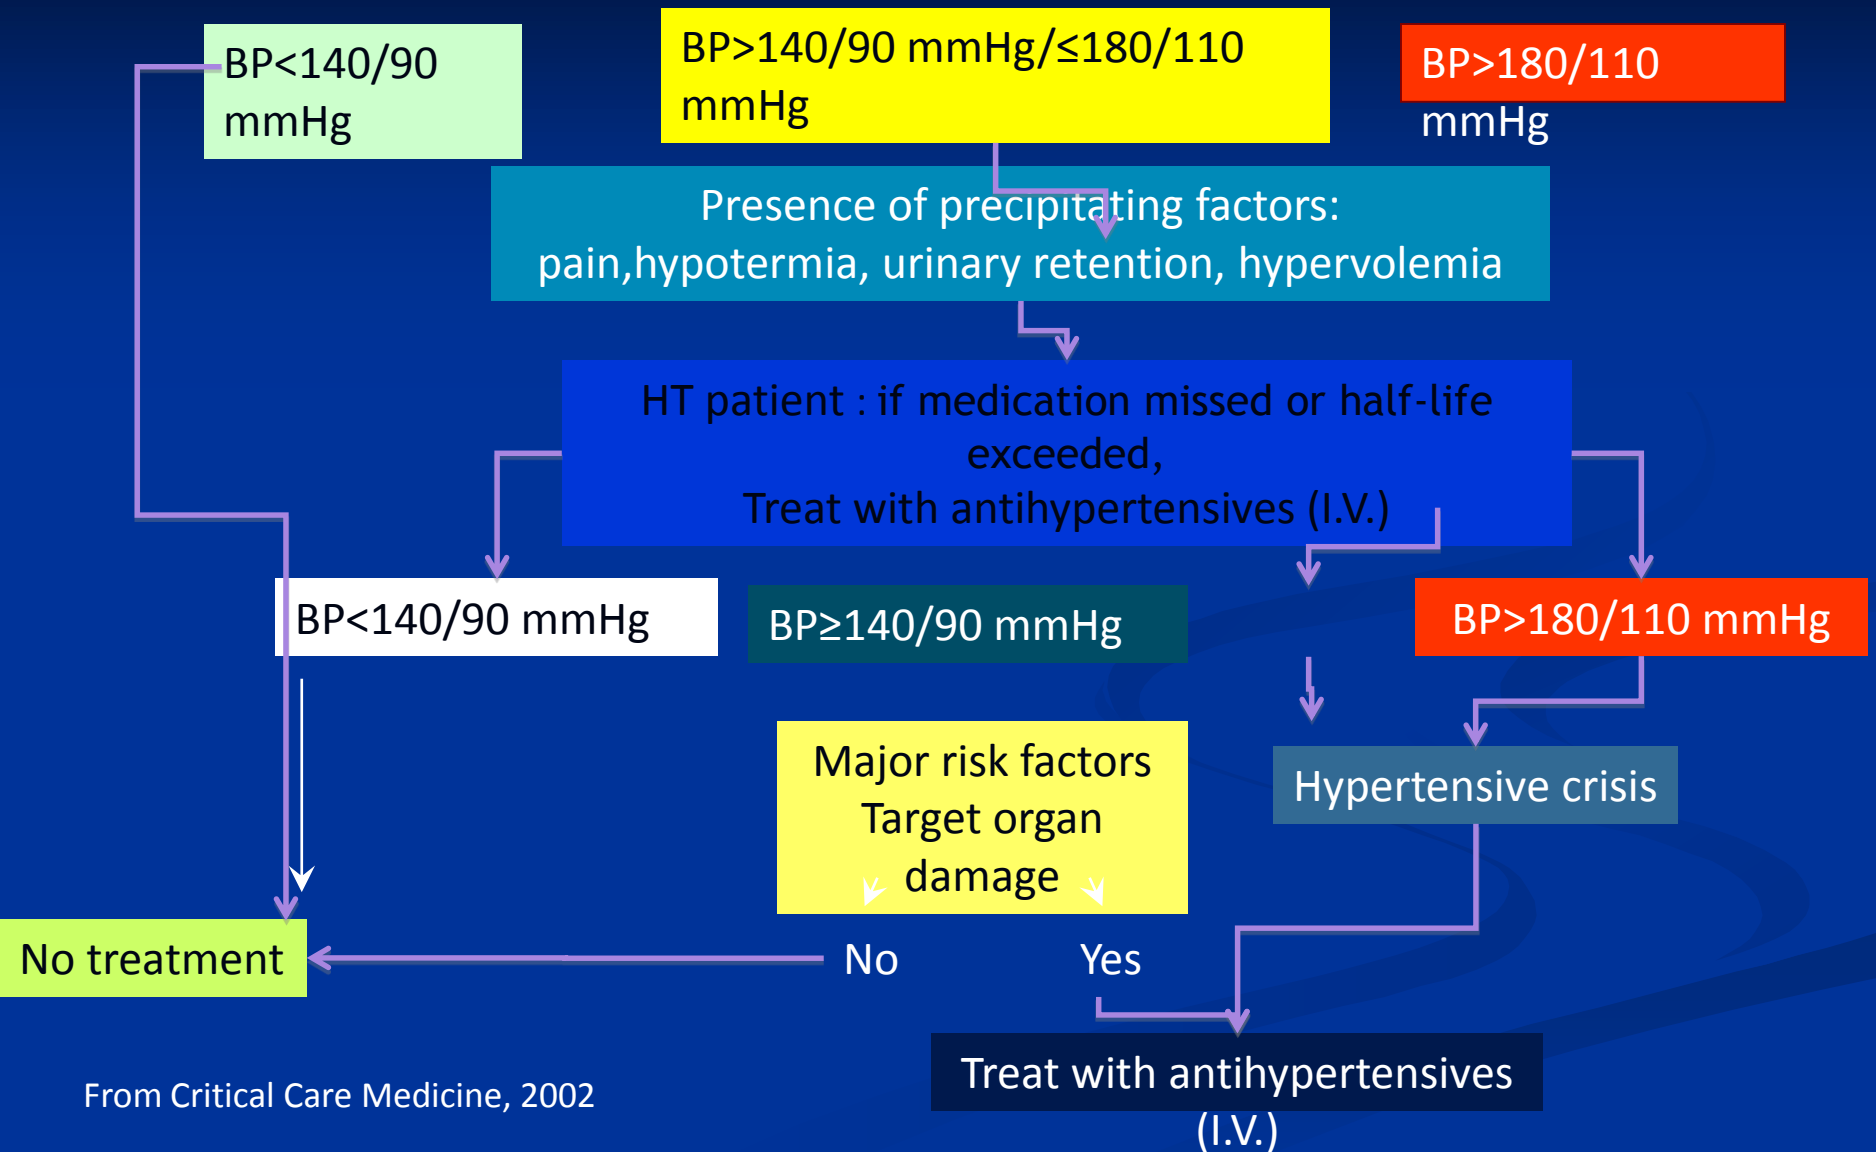 BP<140/90
mmHg
BP>140/90 mmHg/≤180/110
mmHg
BP>180/110
mmHg
Presence of precipitating factors:
pain,hypotermia, urinary retention, hypervolemia
HT patient : if medication missed or half-life
exceeded,
Treat with antihypertensives (I.V.)
BP<140/90 mmHg
BP≥140/90 mmHg
BP>180/110 mmHg
Major risk factors
Target organ
damage
Hypertensive crisis
No treatment
No
Yes
Treat with antihypertensives
(I.V.)
From Critical Care Medicine, 2002